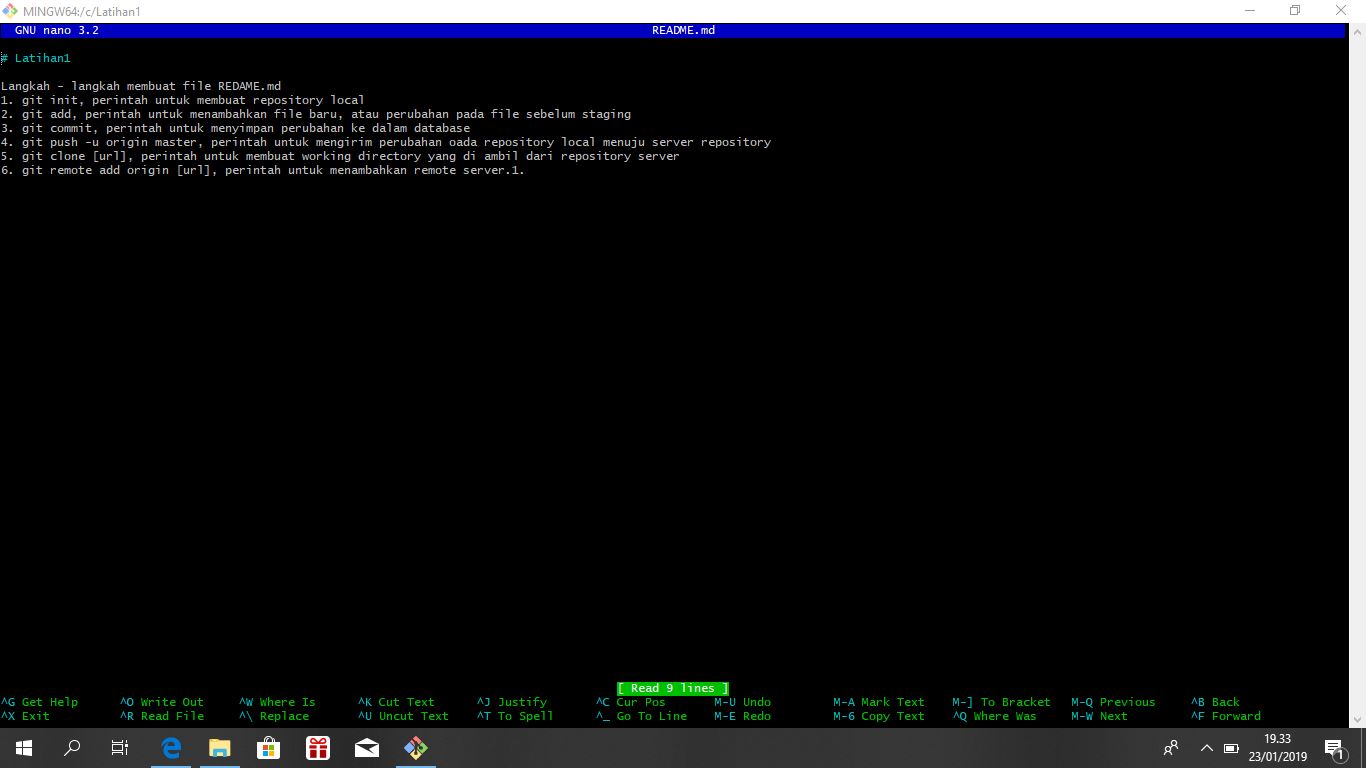 MINGW64:/c/Latihan1
GNU nano 3.2 README.md
# Latihan1
Langkah - langkah membuat file REDAME.md
1. git init, perintah untuk membuat repository local
2. git add, perintah untuk menambahkan file baru, atau perubahan pada file sebelum staging
3. git commit, perintah untuk menyimpan perubahan ke dalam database
4. git push -u origin master, perintah untuk mengirim perubahan oada repository local menuju server repository
5. git clone [url], perintah untuk membuat working directory yang di ambil dari repository server
6. git remote add origin [url], perintah untuk menambahkan remote server.1.
[ Read 9 lines ]
^G Get Help ^O Write Out ^W Where Is ^K Cut Text ^J Justify ^C Cur Pos M-U Undo M-A Mark Text M-] To Bracket M-Q Previous ^B Back
^X Exit ^R Read File ^\ Replace ^U Uncut Text ^T To Spell ^_ Go To Line M-E Redo M-6 Copy Text ^Q Where Was M-W Next ^F Forward
19.33
23/01/2019
1